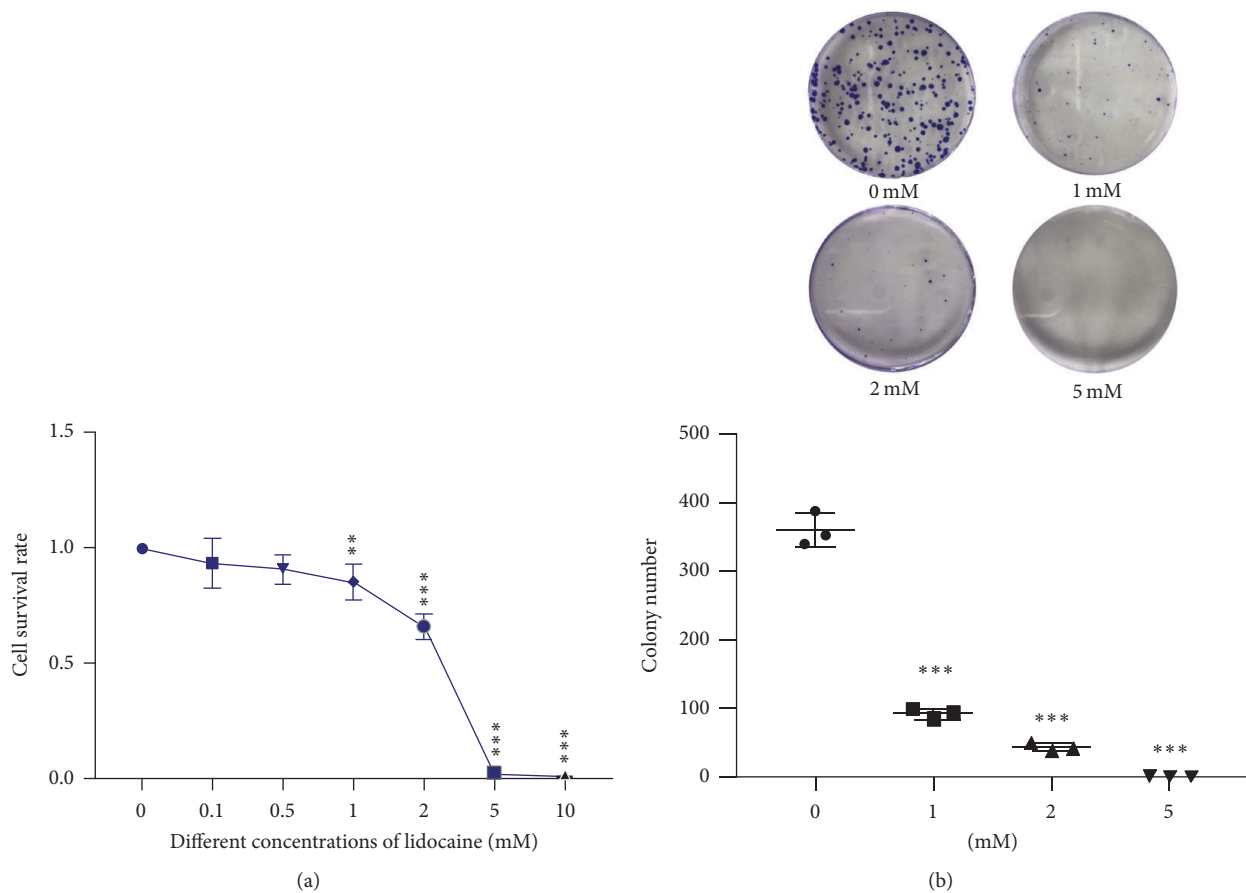 0 mM
1 mM
2 mM
5 mM
1.5
1.0
0.5
0.0
Cell survival rate
**
***
***
***
0
0.1
0.5
1
2
5
10
Different concentrations of lidocaine (mM)
(a)
500
400
300
200
100
0
Colony number
***
***
***
0
1
2
5
(mM)
(b)